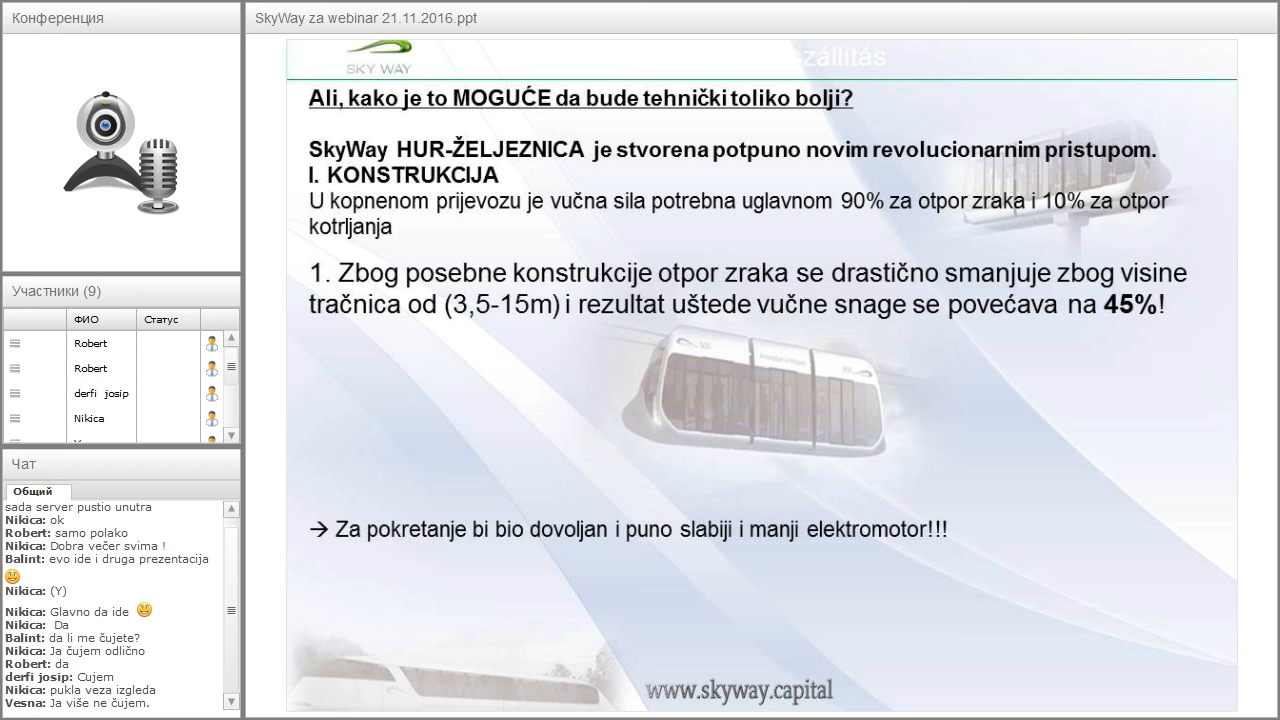 Конференция
SkyWay za webinar 21.11.2016.ppt
Участники (9)
ФИО
Статус
Robert
Robert
derfi josip
Nikica
Чат
Общий
sada server pustio unutra
Nikica: ok
Robert: samo polako
Nikica: Dobra večer svima !
Balint: evo ide i druga prezentacija
Nikica: (Y)
Nikica: Glavno da ide
Nikica: Da
Balint: da li me čujete?
Nikica: Ja čujem odlično
Robert: da
derfi josip: Cujem
Nikica: pukla veza izgleda
Vesna: Ja više ne čujem.
SKY WAY
szállítás
Ali, kako je to MOGUĆE da bude tehnički toliko bolji?
SkyWay HUR-ŽELJEZNICA je stvorena potpuno novim revolucionarnim pristupom.
I. KONSTRUKCIJA
U kopnenom prijevozu je vučna sila potrebna uglavnom 90% za otpor zraka i 10% za otpor
kotrljanja
1. Zbog posebne konstrukcije otpor zraka se drastično smanjuje zbog visine
tračnica od (3,5-15m) i rezultat uštede vučne snage se povećava na 45%!
→ Za pokretanje bi bio dovoljan i puno slabiji i manji elektromotor!!!
www.skyway.capital